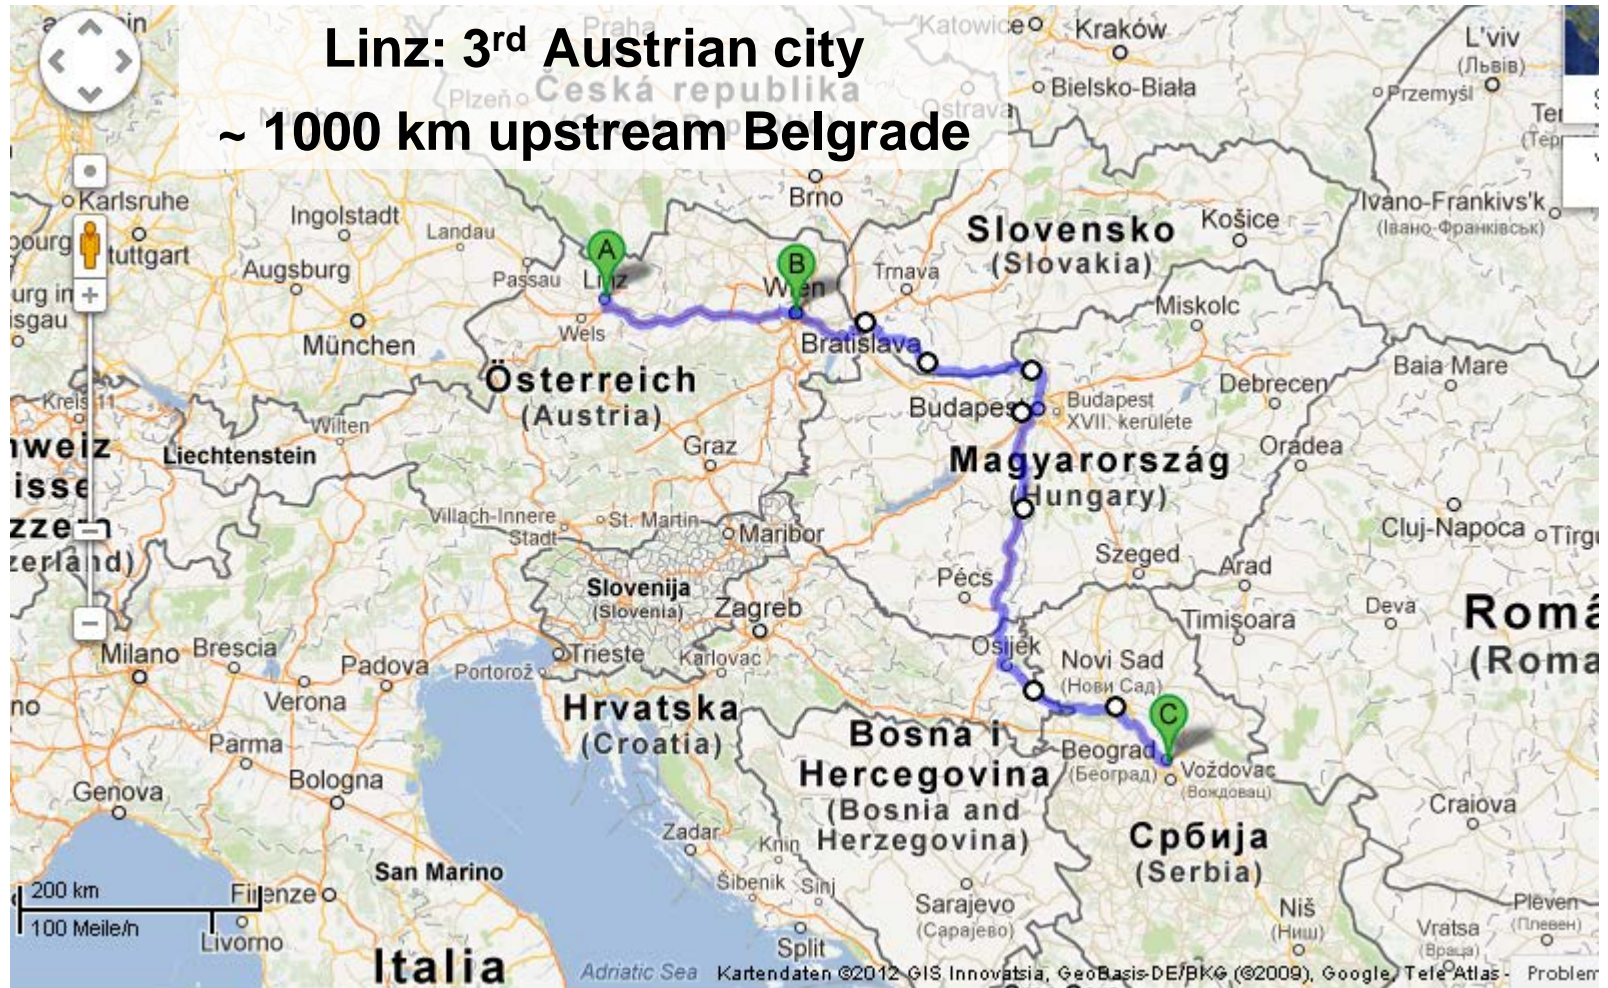 Linz: 3rd Austrian city
~ 1000 km upstream Belgrade
Praha
Katowice
Kraków
L'viv
(Львів)
Plzeň
Česká republika
Ostrava
Bielsko-Biała
Przemyśl
Karlsruhe
Ingolstadt
Landau
Brno
Slovensko
(Slovakia)
Košice
Ivano-Frankivs'k
(Івано-Франківськ)
tuttgart
Augsburg
Passau
Linz
A
Wien
B
Trnava
Miskolc
München
Wels
Bratislava
Österreich
(Austria)
Budapest
Budapest
XVII. kerülete
Debrecen
Baia Mare
Wilten
Liechtenstein
Graz
Magyarország
(Hungary)
Oradea
Villach-Innere
Stadt
St. Martin
Maribor
Szeged
Arad
Cluj-Napoca
Slovenija
(Slovenia)
Zagreb
Pécs
Timișoara
Deva
Milano
Brescia
Padova
Verona
Portorož
Trieste
Karlovac
Osijek
Novi Sad
(Нови Сад)
Hrvatska
(Croatia)
Parma
Bologna
Genova
Bosna i
Hercegovina
(Bosnia and
Herzegovina)
C
Beograd
(Београд)
Voždovac
(Вождовац)
Србија
(Serbia)
Craiova
Zadar
Knin
Šibenik
Sinj
San Marino
200 km
100 Meile/h
Firenze
Livorno
Italia
Sarajevo
(Сарајево)
Niš
(Ниш)
Pleven
(Плевен)
Vratsa
(Враца)
Split
Adriatic Sea
Kartendaten ©2012 GIS Innovatsia, GeoBasis-DE/BKG (©2009), Google, Tele Atlas -
Problem